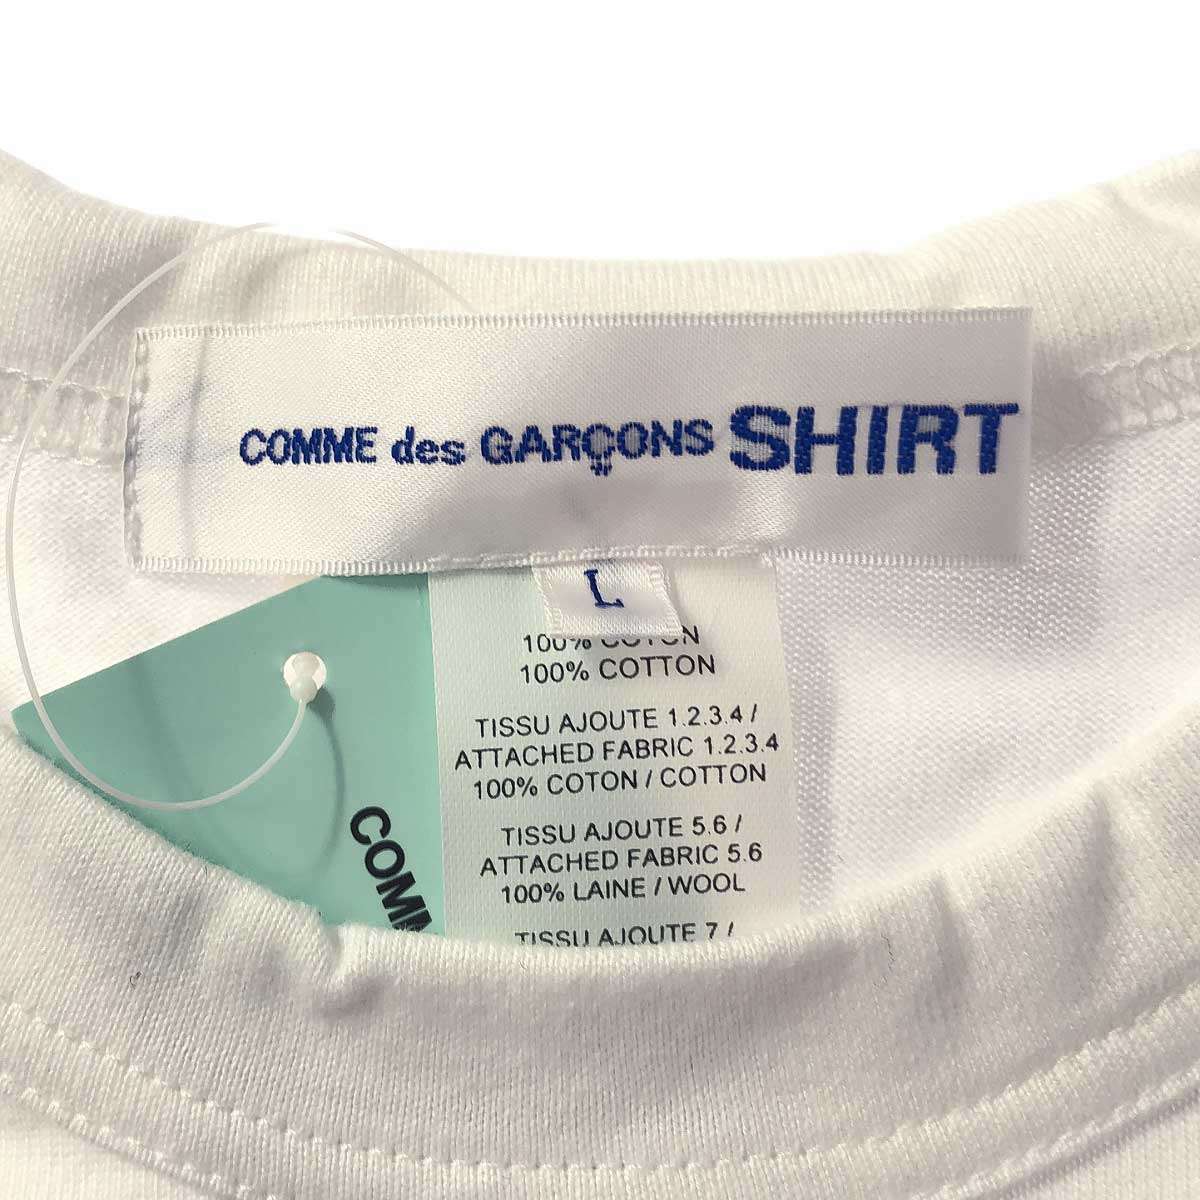 COMME des GARÇONS SHIRT
L
100% COTON
100% COTTON
TISSU AJOUTE 1.2.3.4 /
ATTACHED FABRIC 1.2.3.4
100% COTON / COTTON
TISSU AJOUTE 5.6 /
ATTACHED FABRIC 5.6
100% LAINE / WOOL
TISSU AJOUTE 7 /
COMM